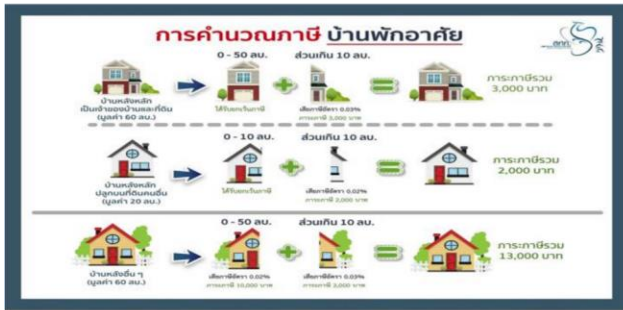 การคำนวณภาษี บ้านพักอาศัย
0 - 50 ลบ. ส่วนเกิน 10 ลบ.
บ้านหลังหลัก
เป็นเจ้าของบ้านและที่ดิน
(มูลค่า 60 ลบ.)
ได้รับยกเว้นภาษี
เสียภาษีอัตรา 0.03%
ภาระภาษี 3,000 บาท
ภาระภาษีรวม
3,000 บาท
0 - 10 ลบ. ส่วนเกิน 10 ลบ.
บ้านหลังหลัก
ปลูกบนที่ดินคนอื่น
(มูลค่า 20 ลบ.)
ได้รับยกเว้นภาษี
เสียภาษีอัตรา 0.02%
ภาระภาษี 2,000 บาท
ภาระภาษีรวม
2,000 บาท
0 - 50 ลบ. ส่วนเกิน 10 ลบ.
บ้านหลังอื่น ๆ
(มูลค่า 60 ลบ.)
เสียภาษีอัตรา 0.02%
ภาระภาษี 10,000 บาท
เสียภาษีอัตรา 0.03%
ภาระภาษี 3,000 บาท
ภาระภาษีรวม
13,000 บาท